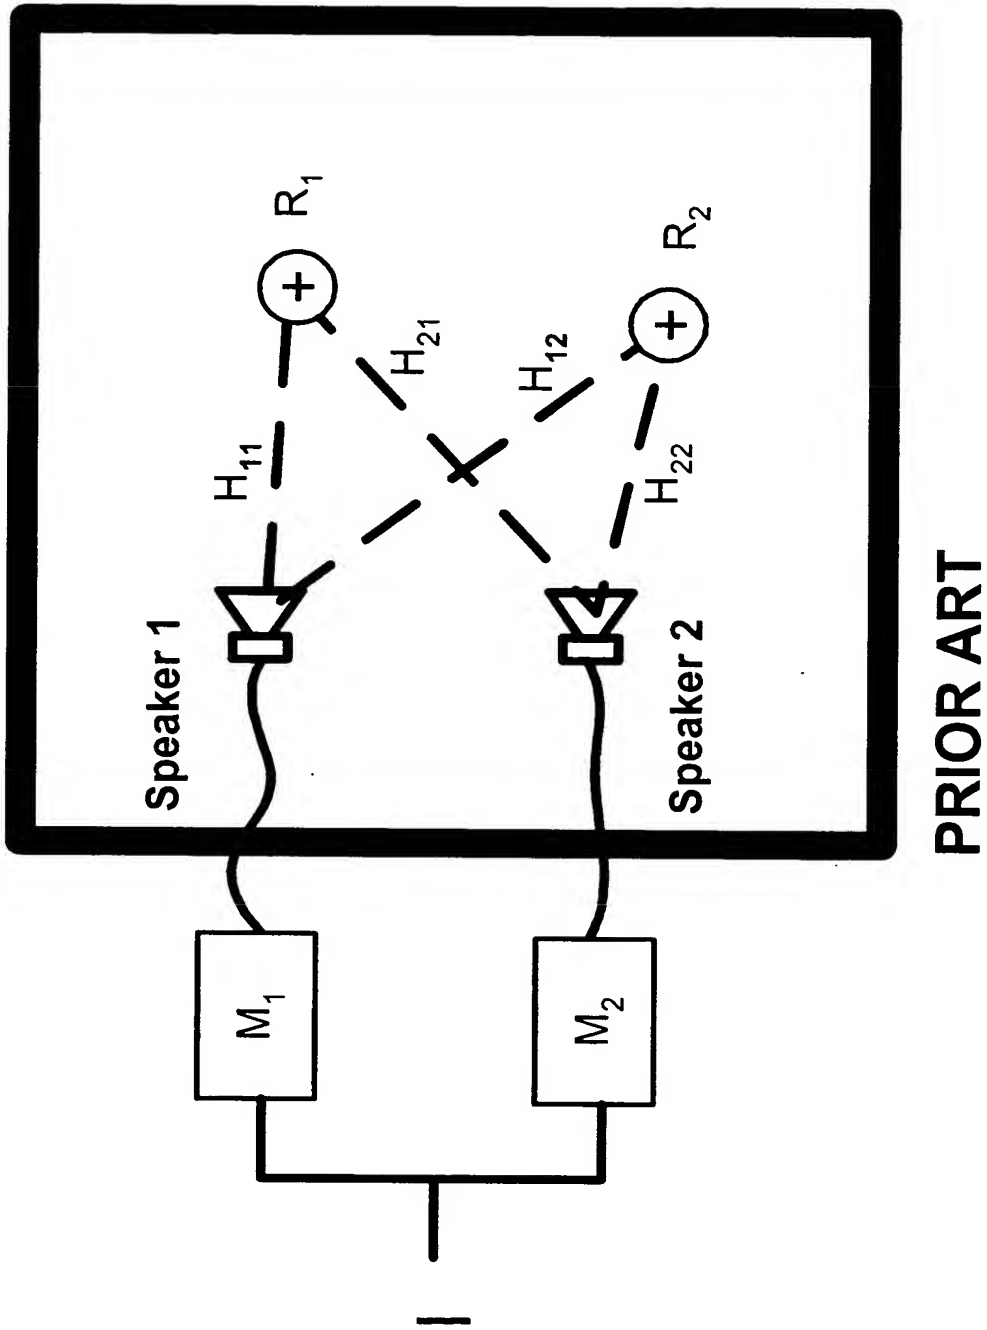 I
M1
M2
Speaker 1
Speaker 2
H11
H21
H12
H22
R1
R2
+
+
PRIOR ART